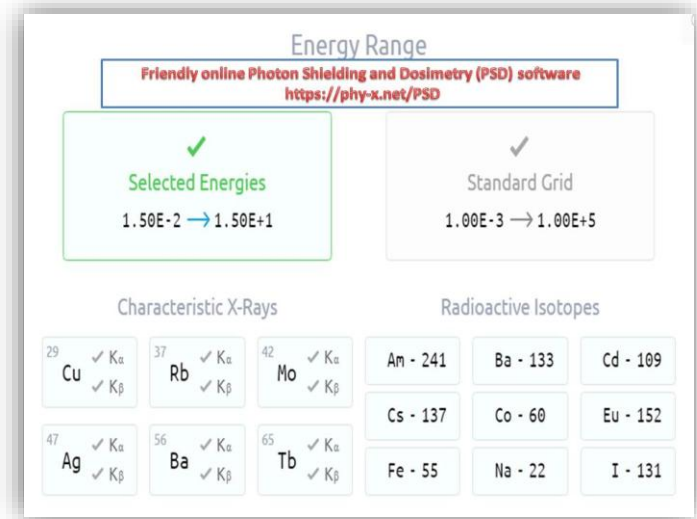 Energy Range
Friendly online Photon Shielding and Dosimetry (PSD) software
https://phy-x.net/PSD
✓ ✓
Selected Energies Standard Grid
1.50E-2 → 1.50E+1 1.00E-3 → 1.00E+5
Characteristic X-Rays Radioactive Isotopes
29 Cu ✓ Kα ✓ Kβ 37 Rb ✓ Kα ✓ Kβ 42 Mo ✓ Kα ✓ Kβ
Am - 241 Ba - 133 Cd - 109
Cs - 137 Co - 60 Eu - 152
47 Ag ✓ Kα ✓ Kβ 56 Ba ✓ Kα ✓ Kβ 65 Tb ✓ Kα ✓ Kβ
Fe - 55 Na - 22 I - 131